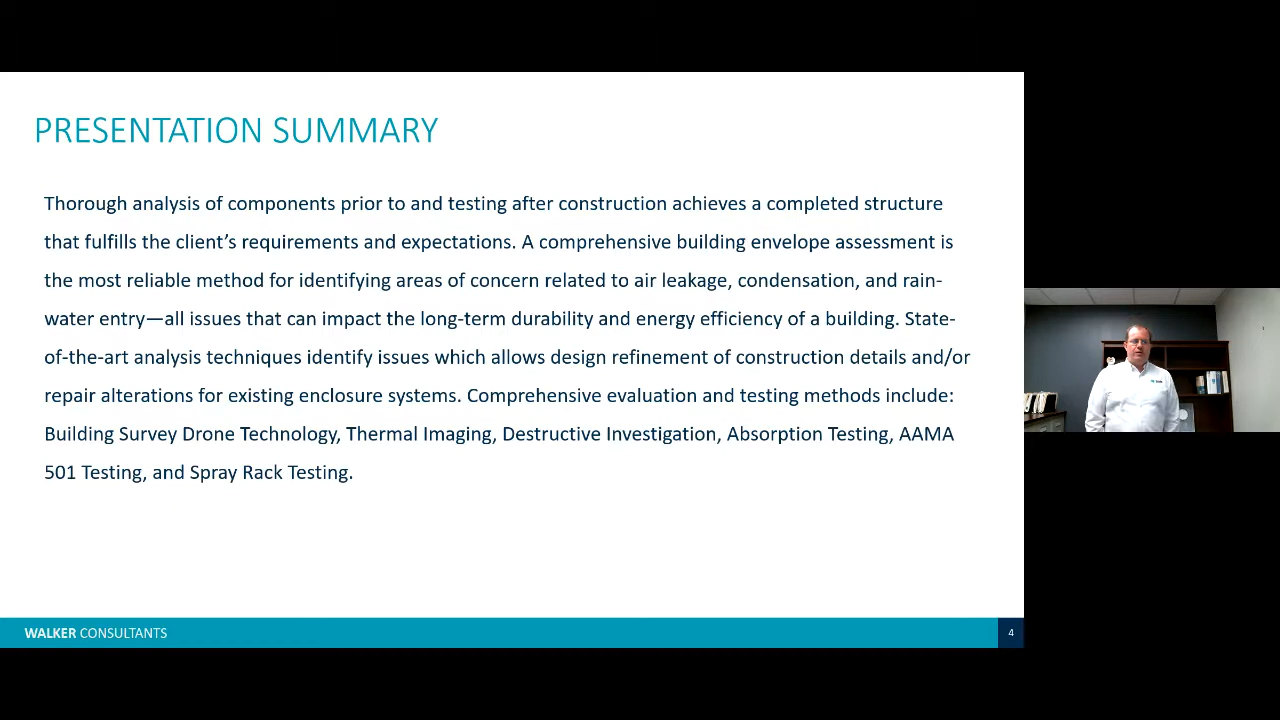 PRESENTATION SUMMARY
Thorough analysis of components prior to and testing after construction achieves a completed structure
that fulfills the client’s requirements and expectations. A comprehensive building envelope assessment is
the most reliable method for identifying areas of concern related to air leakage, condensation, and rain-
water entry—all issues that can impact the long-term durability and energy efficiency of a building. State-
of-the-art analysis techniques identify issues which allows design refinement of construction details and/or
repair alterations for existing enclosure systems. Comprehensive evaluation and testing methods include:
Building Survey Drone Technology, Thermal Imaging, Destructive Investigation, Absorption Testing, AAMA
501 Testing, and Spray Rack Testing.
WALKER CONSULTANTS
4